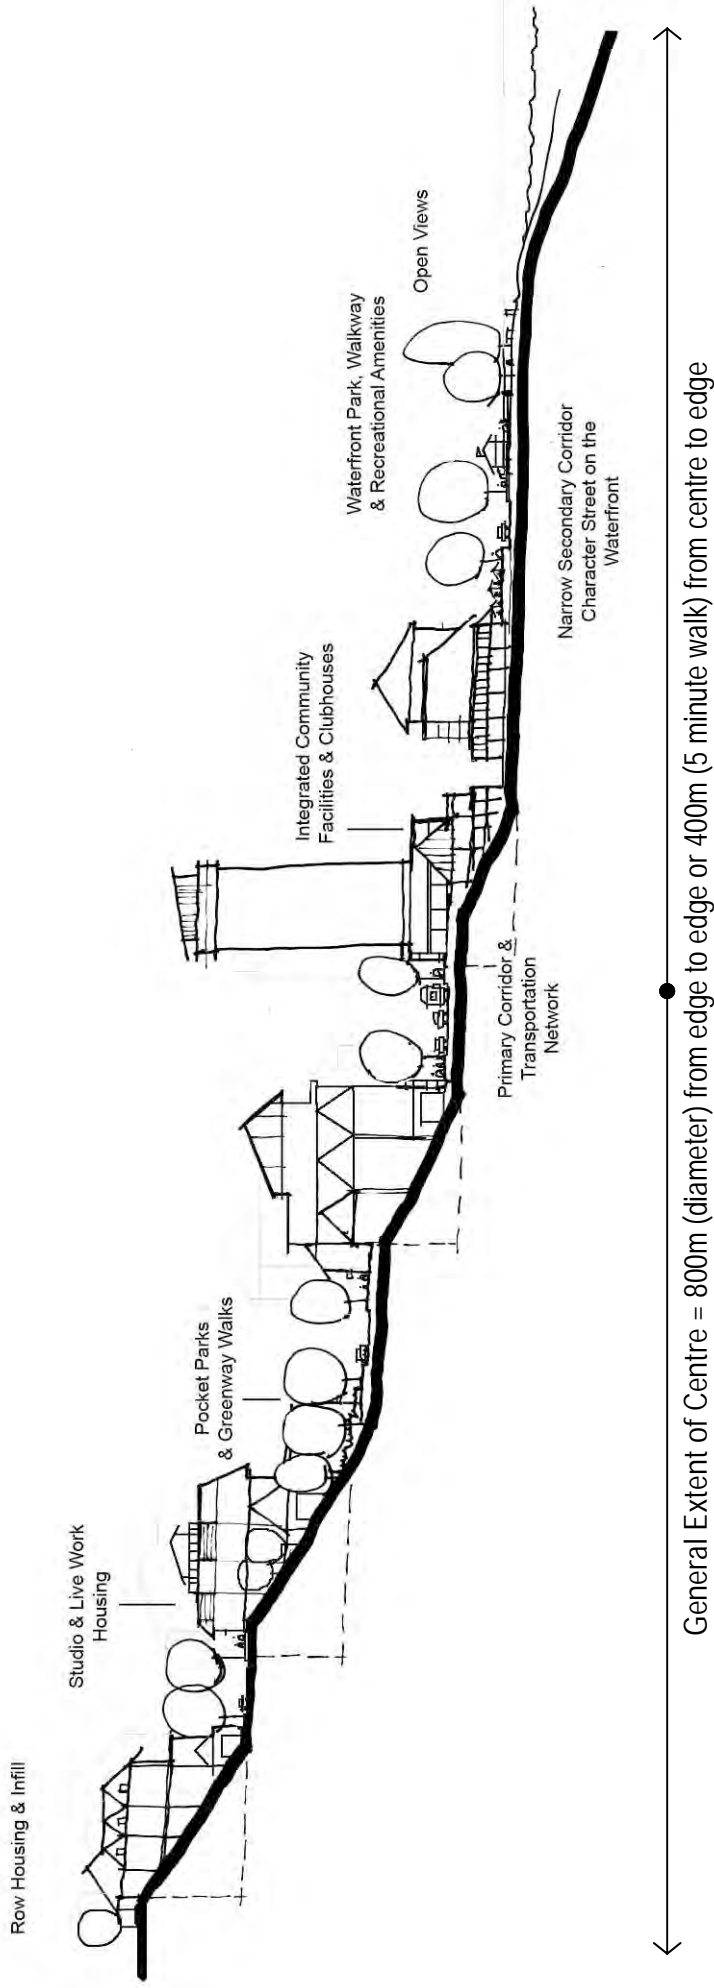 Row Housing & Infill
Studio & Live Work
Housing
Pocket Parks
& Greenway Walks
Primary Corridor &
Transportation
Network
Integrated Community
Facilities & Clubhouses
Waterfront Park, Walkway
& Recreational Amenities
Narrow Secondary Corridor
Character Street on the
Waterfront
Open Views
General Extent of Centre = 800m (diameter) from edge to edge or 400m (5 minute walk) from centre to edge